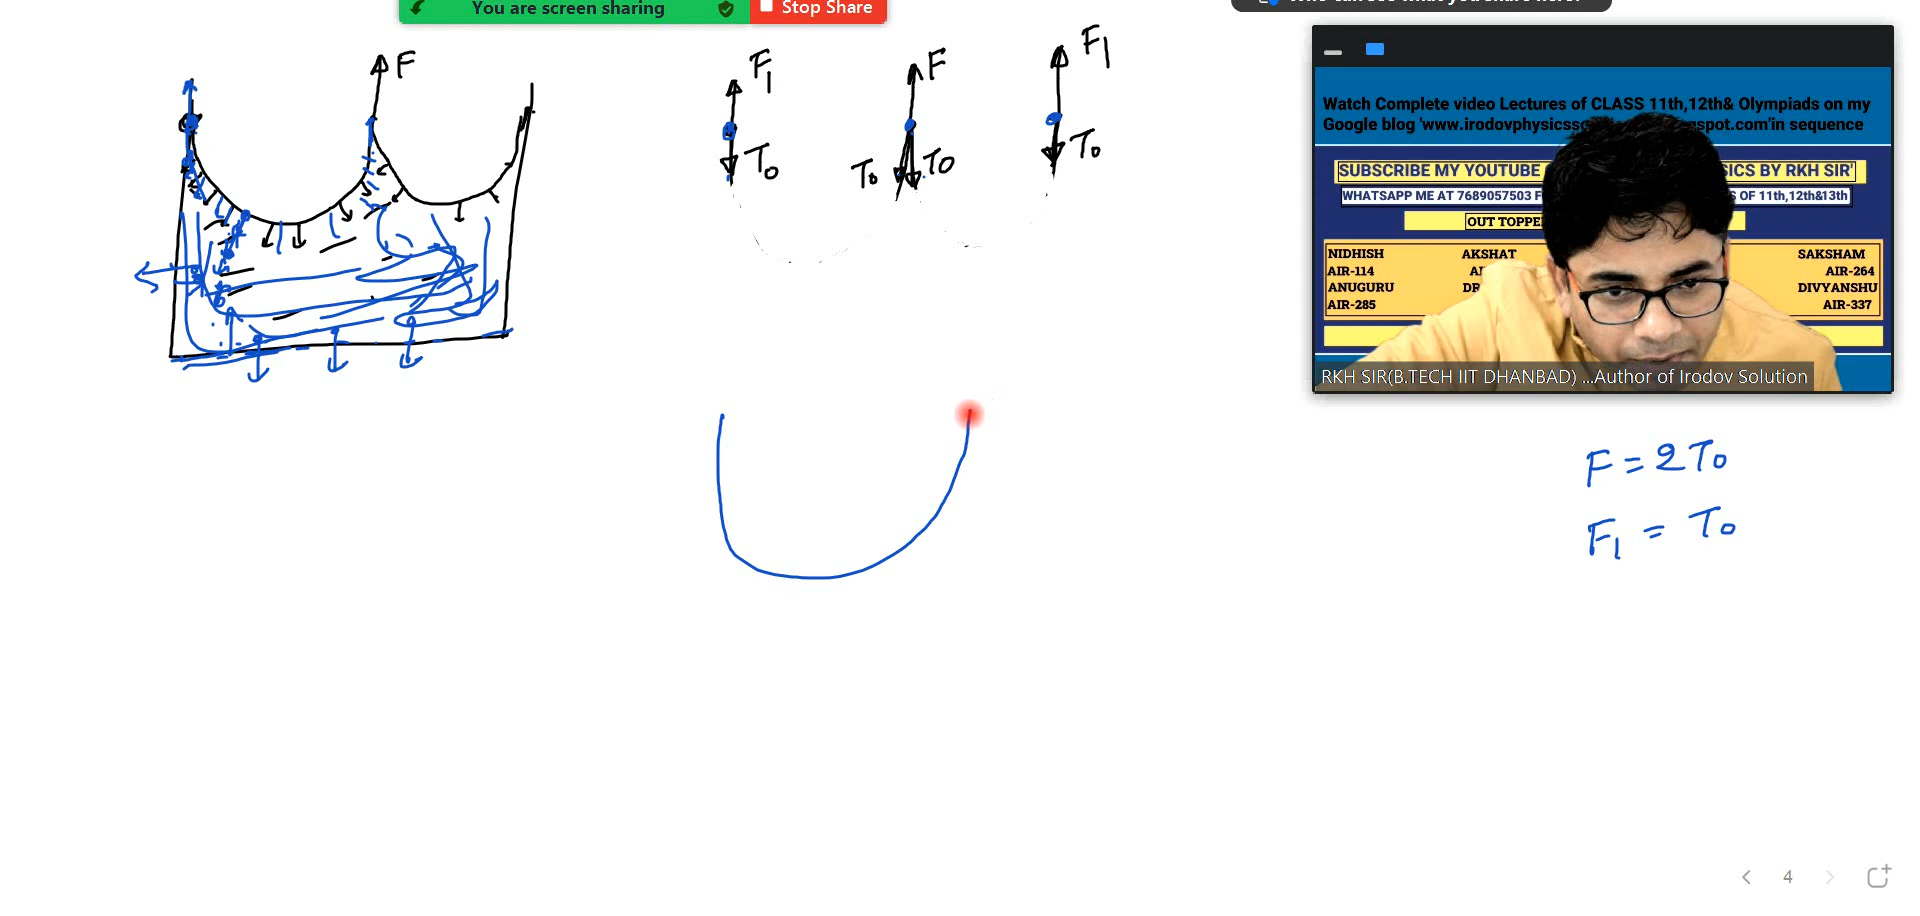 You are screen sharing
Stop Share
F
F1
F
F1
T0
T0
T0
T0
Watch Complete video Lectures of CLASS 11th,12th& Olympiads on my
Google blog 'www.irodovphysicss spot.com'in sequence
SUBSCRIBE MY YOUTUBE ICS BY RKH SIR'
WHATSAPP ME AT 7689057503 F OF 11th,12th&13th
OUT TOPPE
NIDHISH AKSHAT SAKSHAM
AIR-114 AIR-264
ANUGURU DR DIVYANSHU
AIR-285 AIR-337
RKH SIR(B.TECH IIT DHANBAD) ...Author of Irodov Solution
F = 2T0
F1 = T0
4